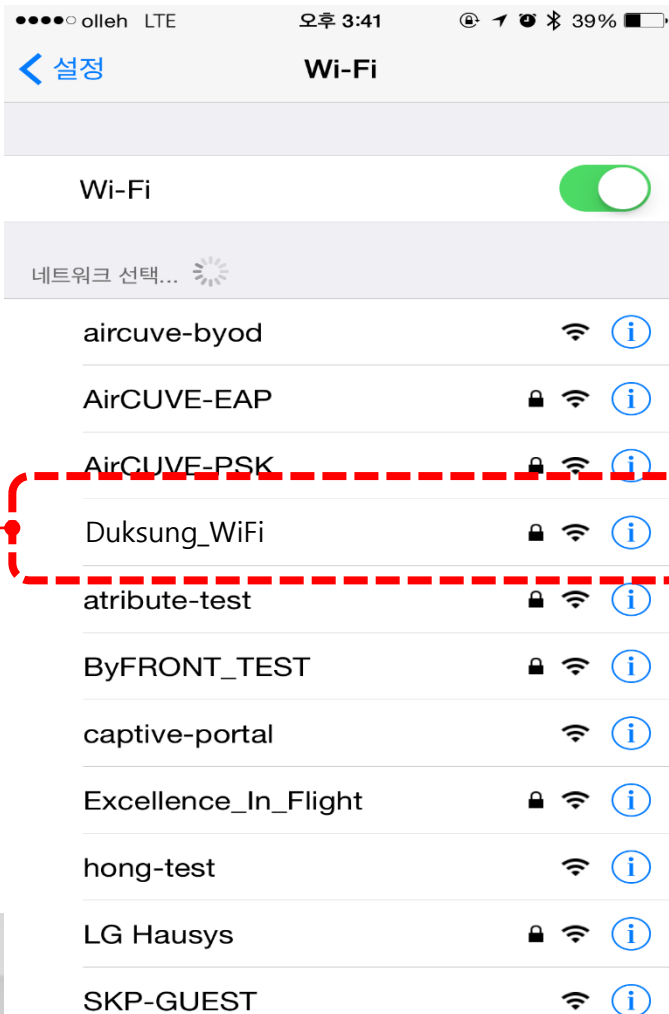 olleh LTE 오후 3:41 39%
설정 Wi-Fi
Wi-Fi
네트워크 선택...
aircuve-byod
AirCUVE-EAP
AirCUVE-PSK
Duksung_WiFi
atribute-test
ByFRONT_TEST
captive-portal
Excellence_In_Flight
hong-test
LG Hausys
SKP-GUEST